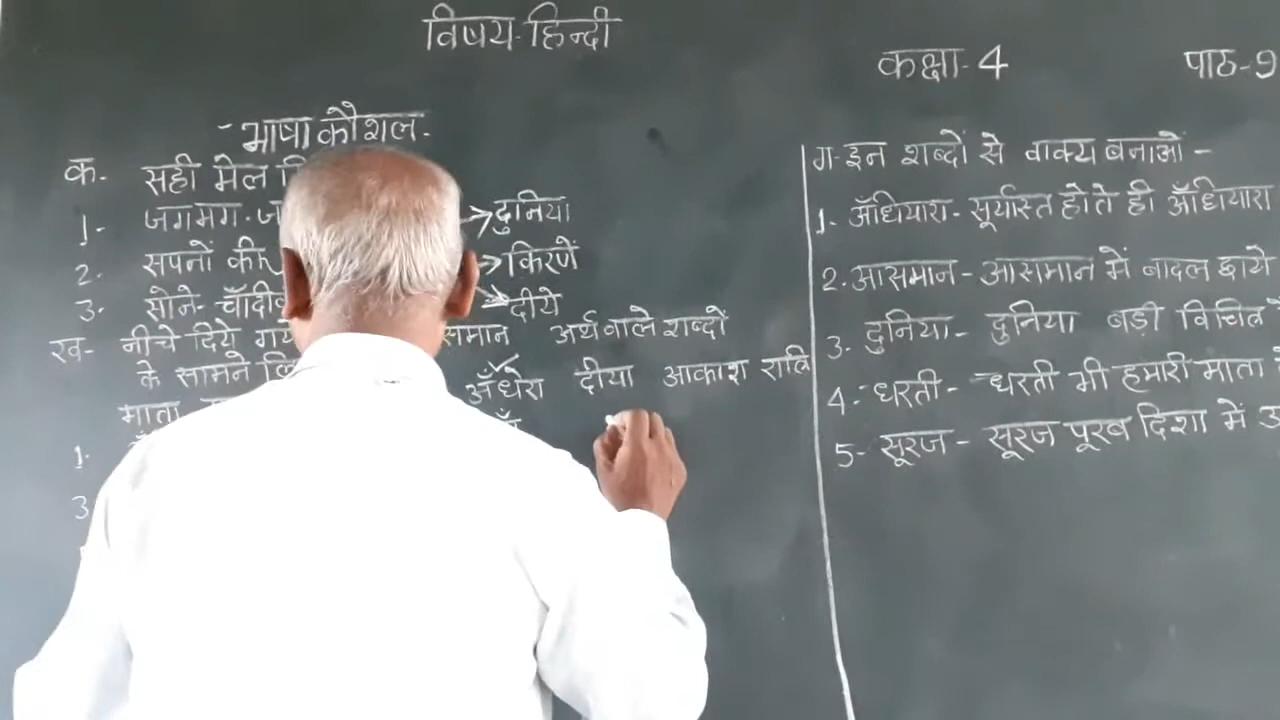 विषय-हिन्दी
कक्षा-4
पाठ-9
-भाषा कौशल-
क- सही मेल
1- जगमग-
दुनिया
2- सपनों की
किरणें
3- सोने-
दीये
ख- नीचे दिये गये समान अर्थ वाले शब्दों
के सामने अँधेरा दीया आकाश रात्रि
माता
1-
3
ग- इन शब्दों से वाक्य बनाओ -
1- अँधियारा- सूर्यास्त होते ही अँधियारा
2- आसमान- आसमान में बादल छाये
3- दुनिया- दुनिया बड़ी विचित्र
4- धरती- धरती भी हमारी माता
5- सूरज- सूरज पूरब दिशा में